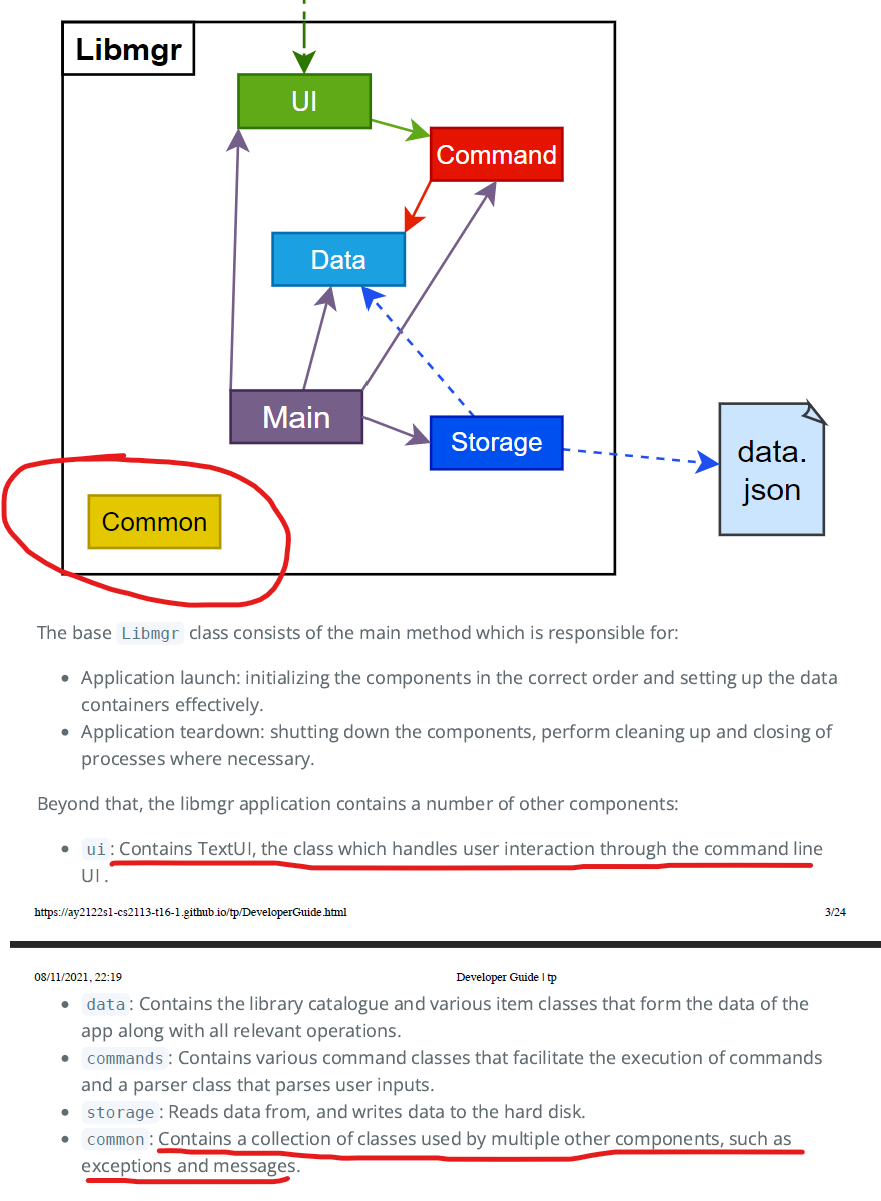 Libmgr
UI
Command
Data
Main
Storage
data.
json
Common
The base Libmgr class consists of the main method which is responsible for:
Application launch: initializing the components in the correct order and setting up the data
containers effectively.
Application teardown: shutting down the components, perform cleaning up and closing of
processes where necessary.
Beyond that, the libmgr application contains a number of other components:
ui: Contains TextUI, the class which handles user interaction through the command line
UI .
https://ay2122s1-cs2113-t16-1.github.io/tp/DeveloperGuide.html 3/24
08/11/2021, 22:19 Developer Guide | tp
data: Contains the library catalogue and various item classes that form the data of the
app along with all relevant operations.
commands: Contains various command classes that facilitate the execution of commands
and a parser class that parses user inputs.
storage: Reads data from, and writes data to the hard disk.
common: Contains a collection of classes used by multiple other components, such as
exceptions and messages.